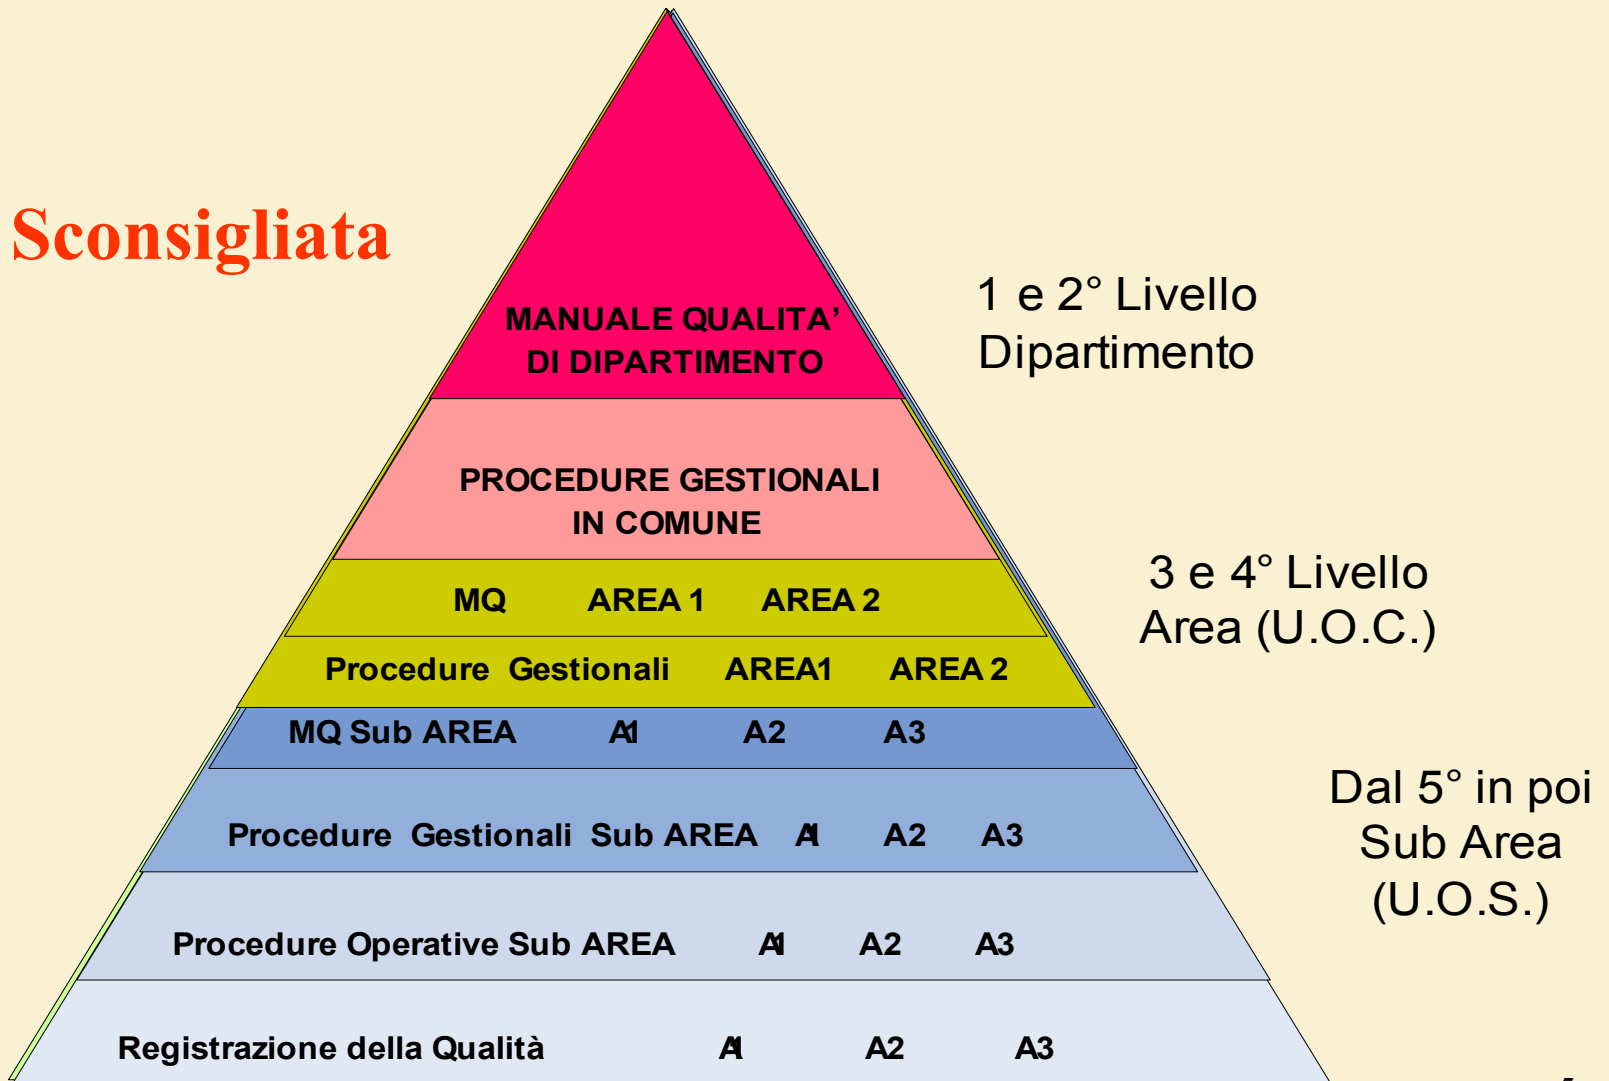 Sconsigliata
MANUALE QUALITA’
DI DIPARTIMENTO
1 e 2° Livello
Dipartimento
PROCEDURE GESTIONALI
IN COMUNE
MQ AREA 1 AREA 2
Procedure Gestionali AREA1 AREA 2
3 e 4° Livello
Area (U.O.C.)
MQ Sub AREA A1 A2 A3
Procedure Gestionali Sub AREA A1 A2 A3
Procedure Operative Sub AREA A1 A2 A3
Registrazione della Qualità A1 A2 A3
Dal 5° in poi
Sub Area
(U.O.S.)